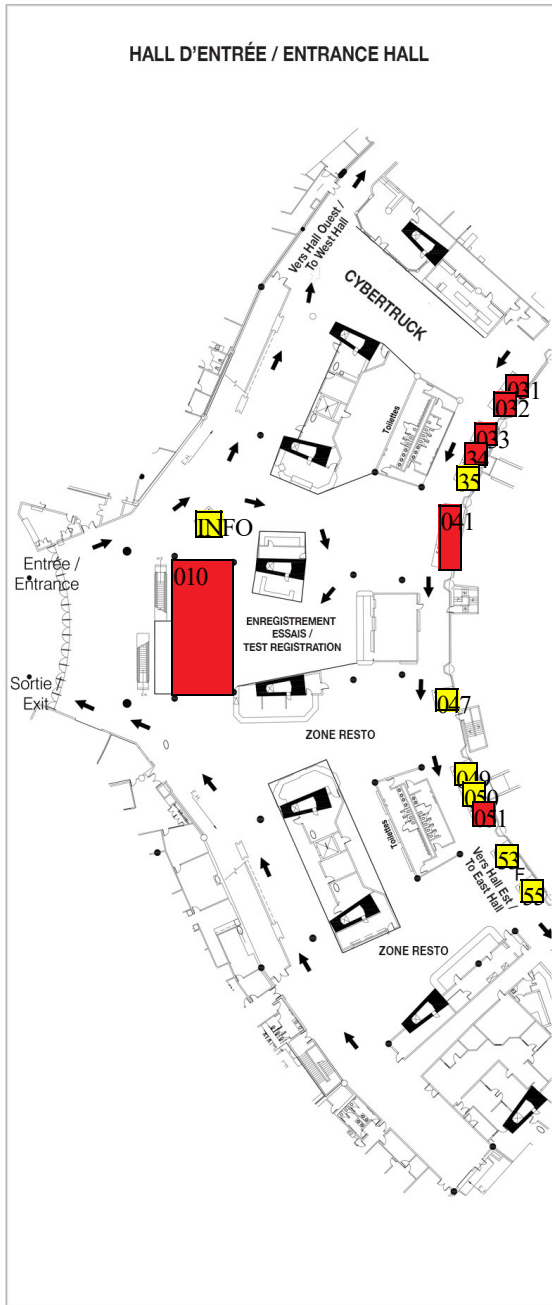 HALL D'ENTRÉE / ENTRANCE HALL
Vers Hall Ouest /
To West Hall
CYBERTRUCK
Toilettes
031
032
033
34
35
041
INFO
Entrée /
Entrance
010
ENREGISTREMENT
ESSAIS /
TEST REGISTRATION
Sortie /
Exit
047
ZONE RESTO
049
050
051
Toilettes
53
Vers Hall Est /
To East Hall
55
ZONE RESTO